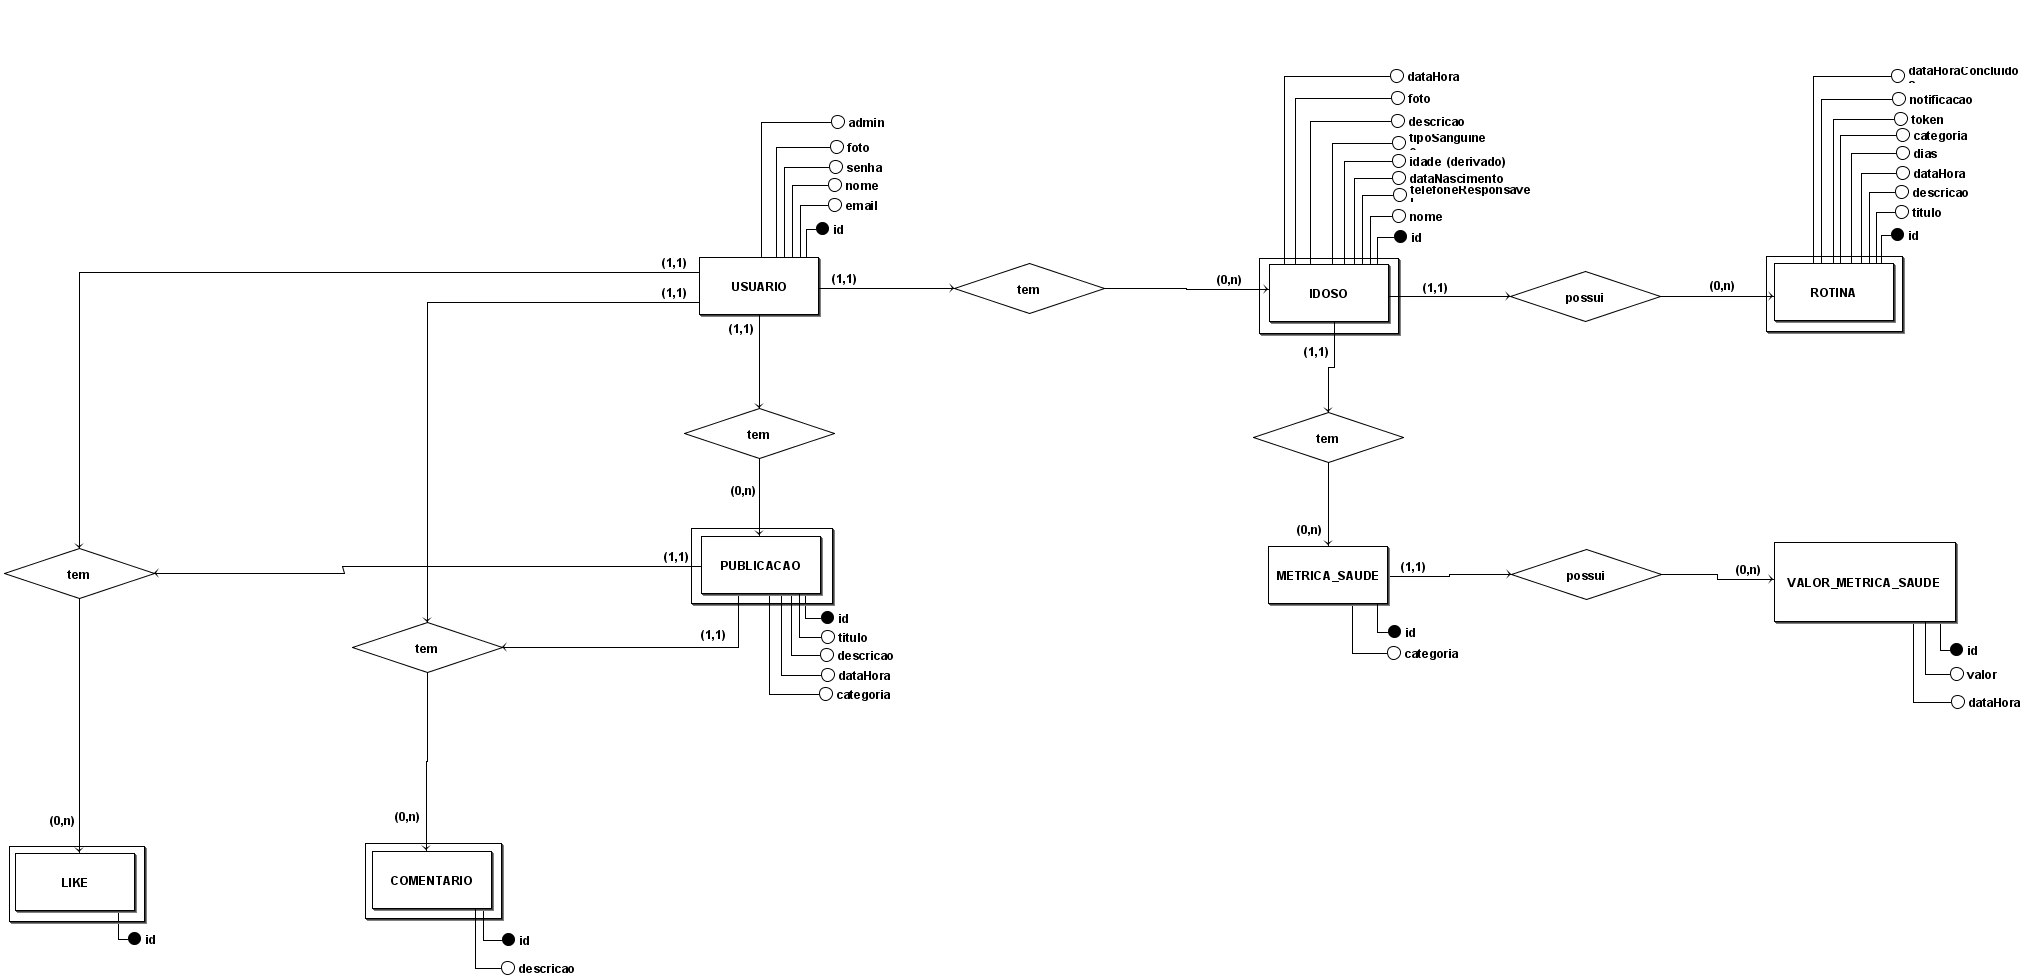 admin
foto
senha
nome
email
id
dataHora
foto
descricao
tipoSanguine
idade (derivado)
dataNascimento
telefoneResponsave
l
nome
id
dataHoraConcluido
notificacao
token
categoria
dias
dataHora
descricao
titulo
id
(1,1)
(1,1)
USUARIO
(1,1)
(1,1)
tem
(0,n)
IDOSO
(1,1)
possui
(0,n)
ROTINA
(1,1)
tem
(0,n)
tem
(0,n)
tem
(1,1)
PUBLICACAO
(1,1)
id
titulo
descricao
dataHora
categoria
tem
METRICA_SAUDE
(1,1)
possui
(0,n)
VALOR_METRICA_SAUDE
id
categoria
id
valor
dataHora
(0,n)
LIKE
id
(0,n)
COMENTARIO
id
descricao